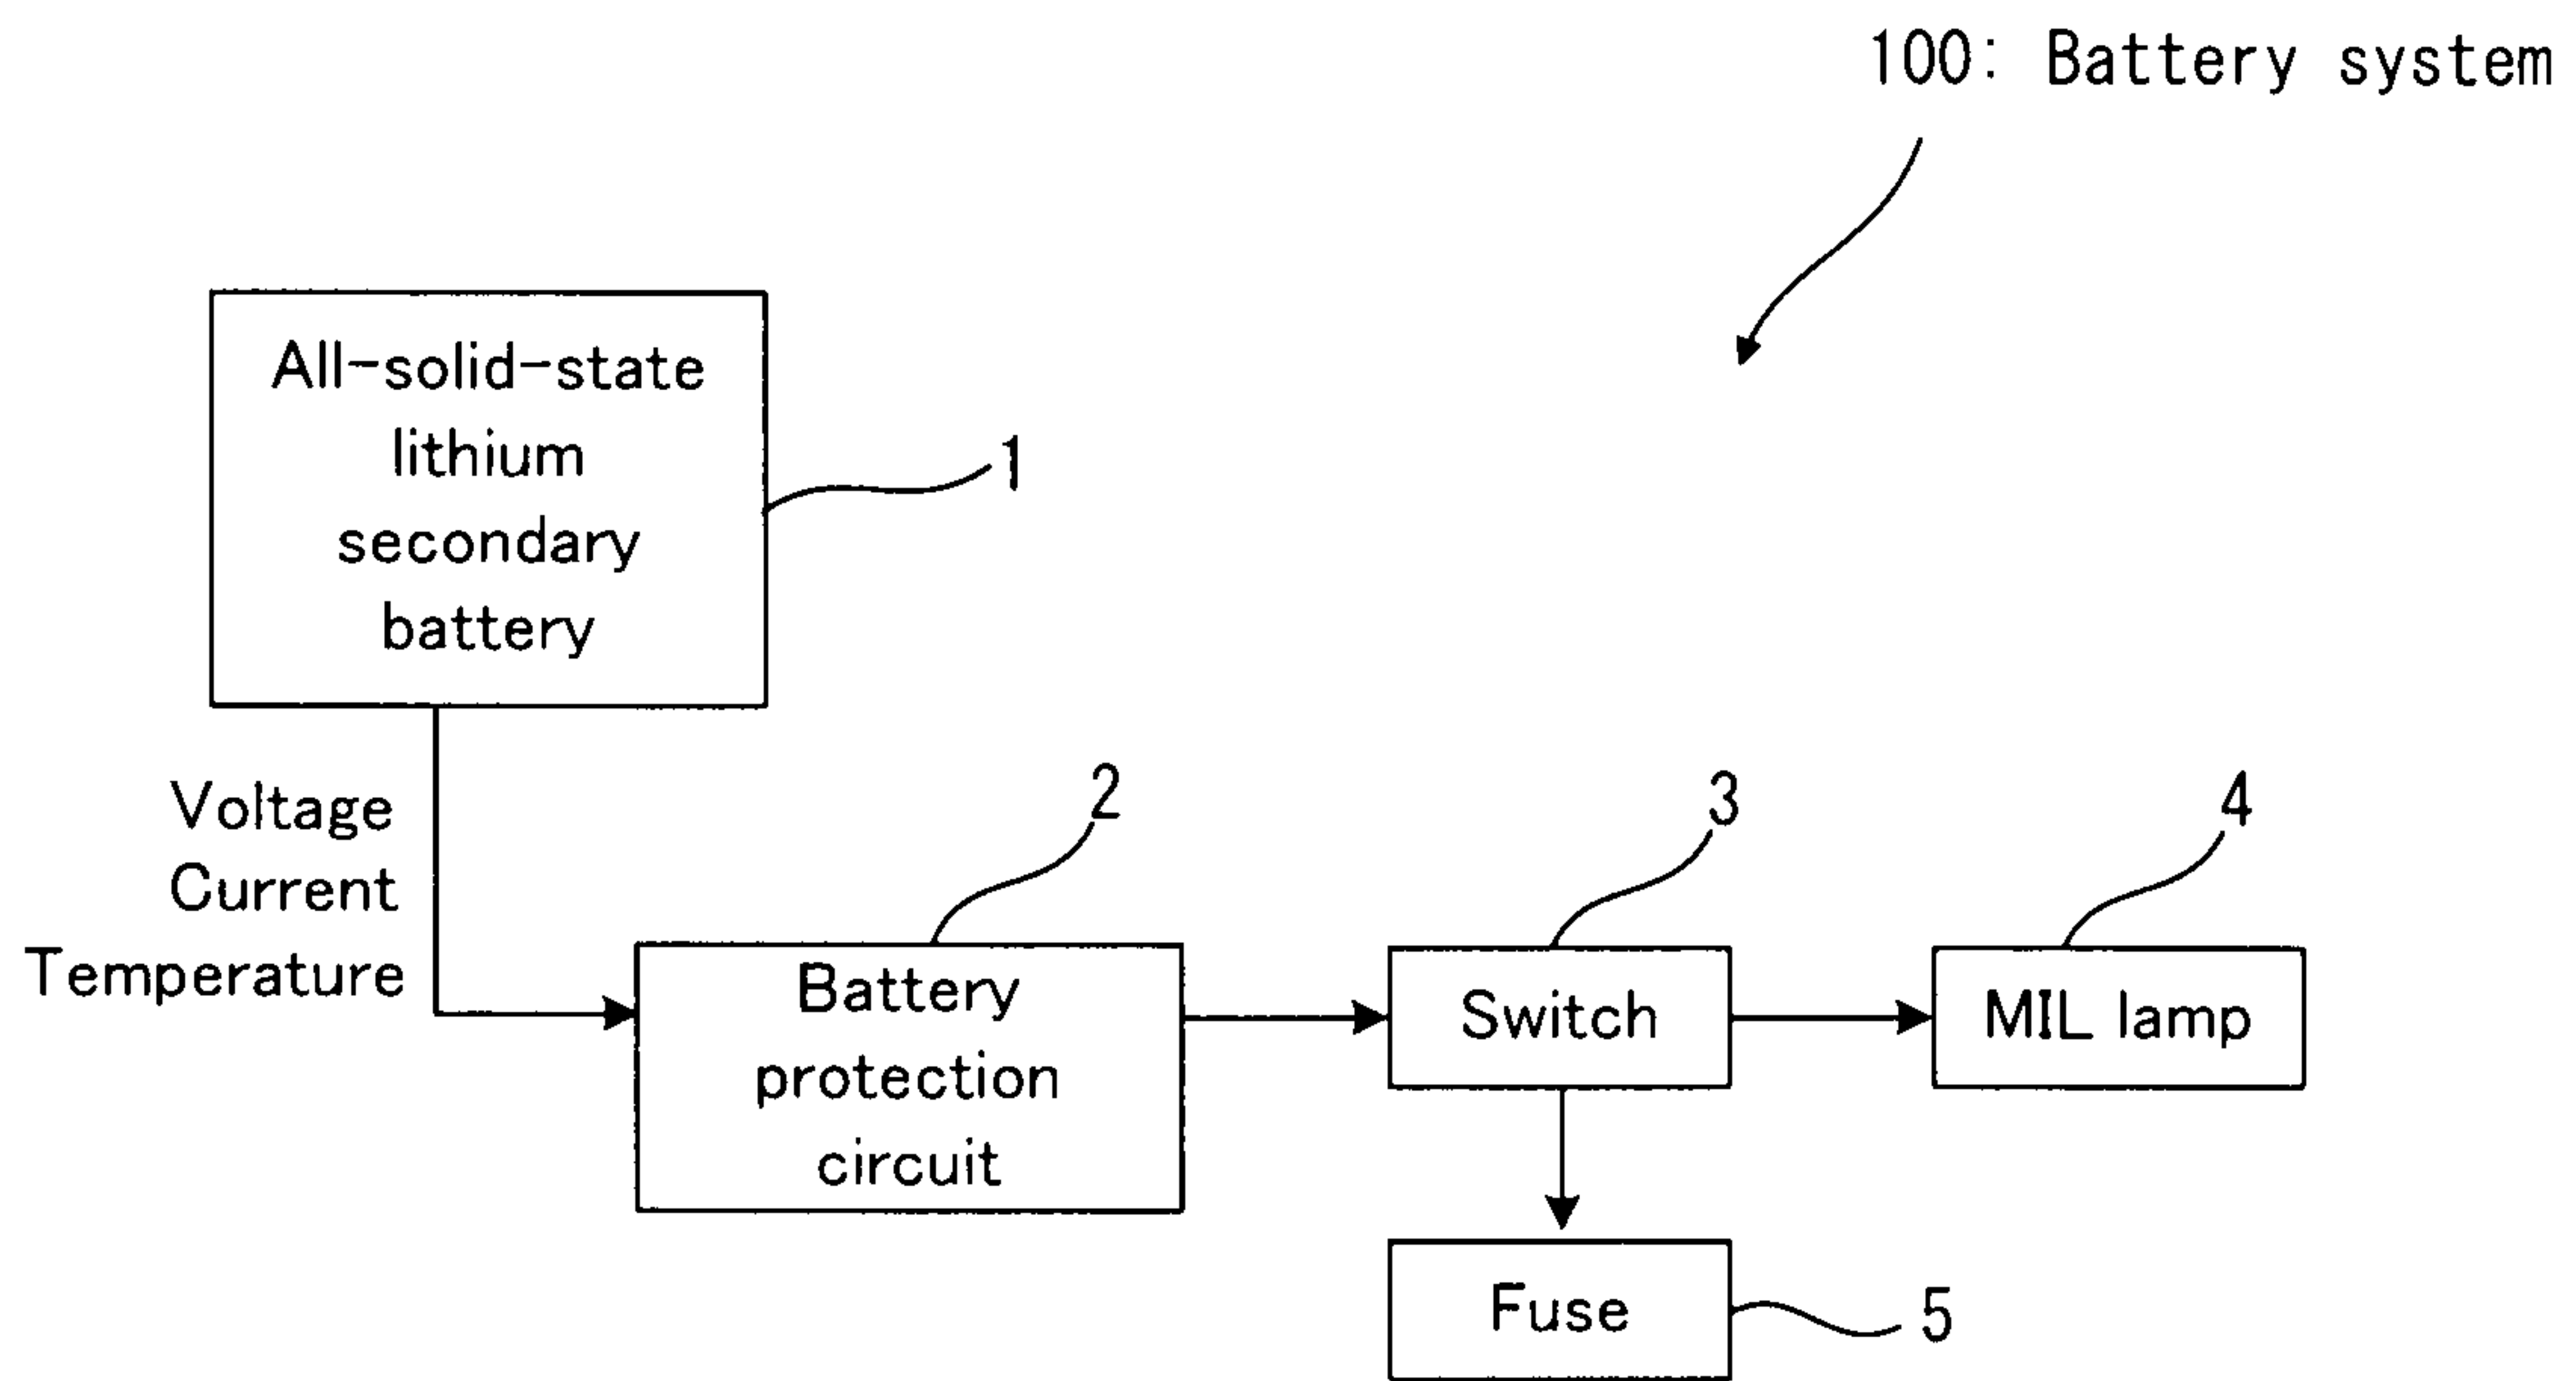 100: Battery system
All-solid-state
lithium
secondary
battery
1
Voltage
Current
Temperature
2
3
4
Battery
protection
circuit
Switch
MIL lamp
Fuse
5